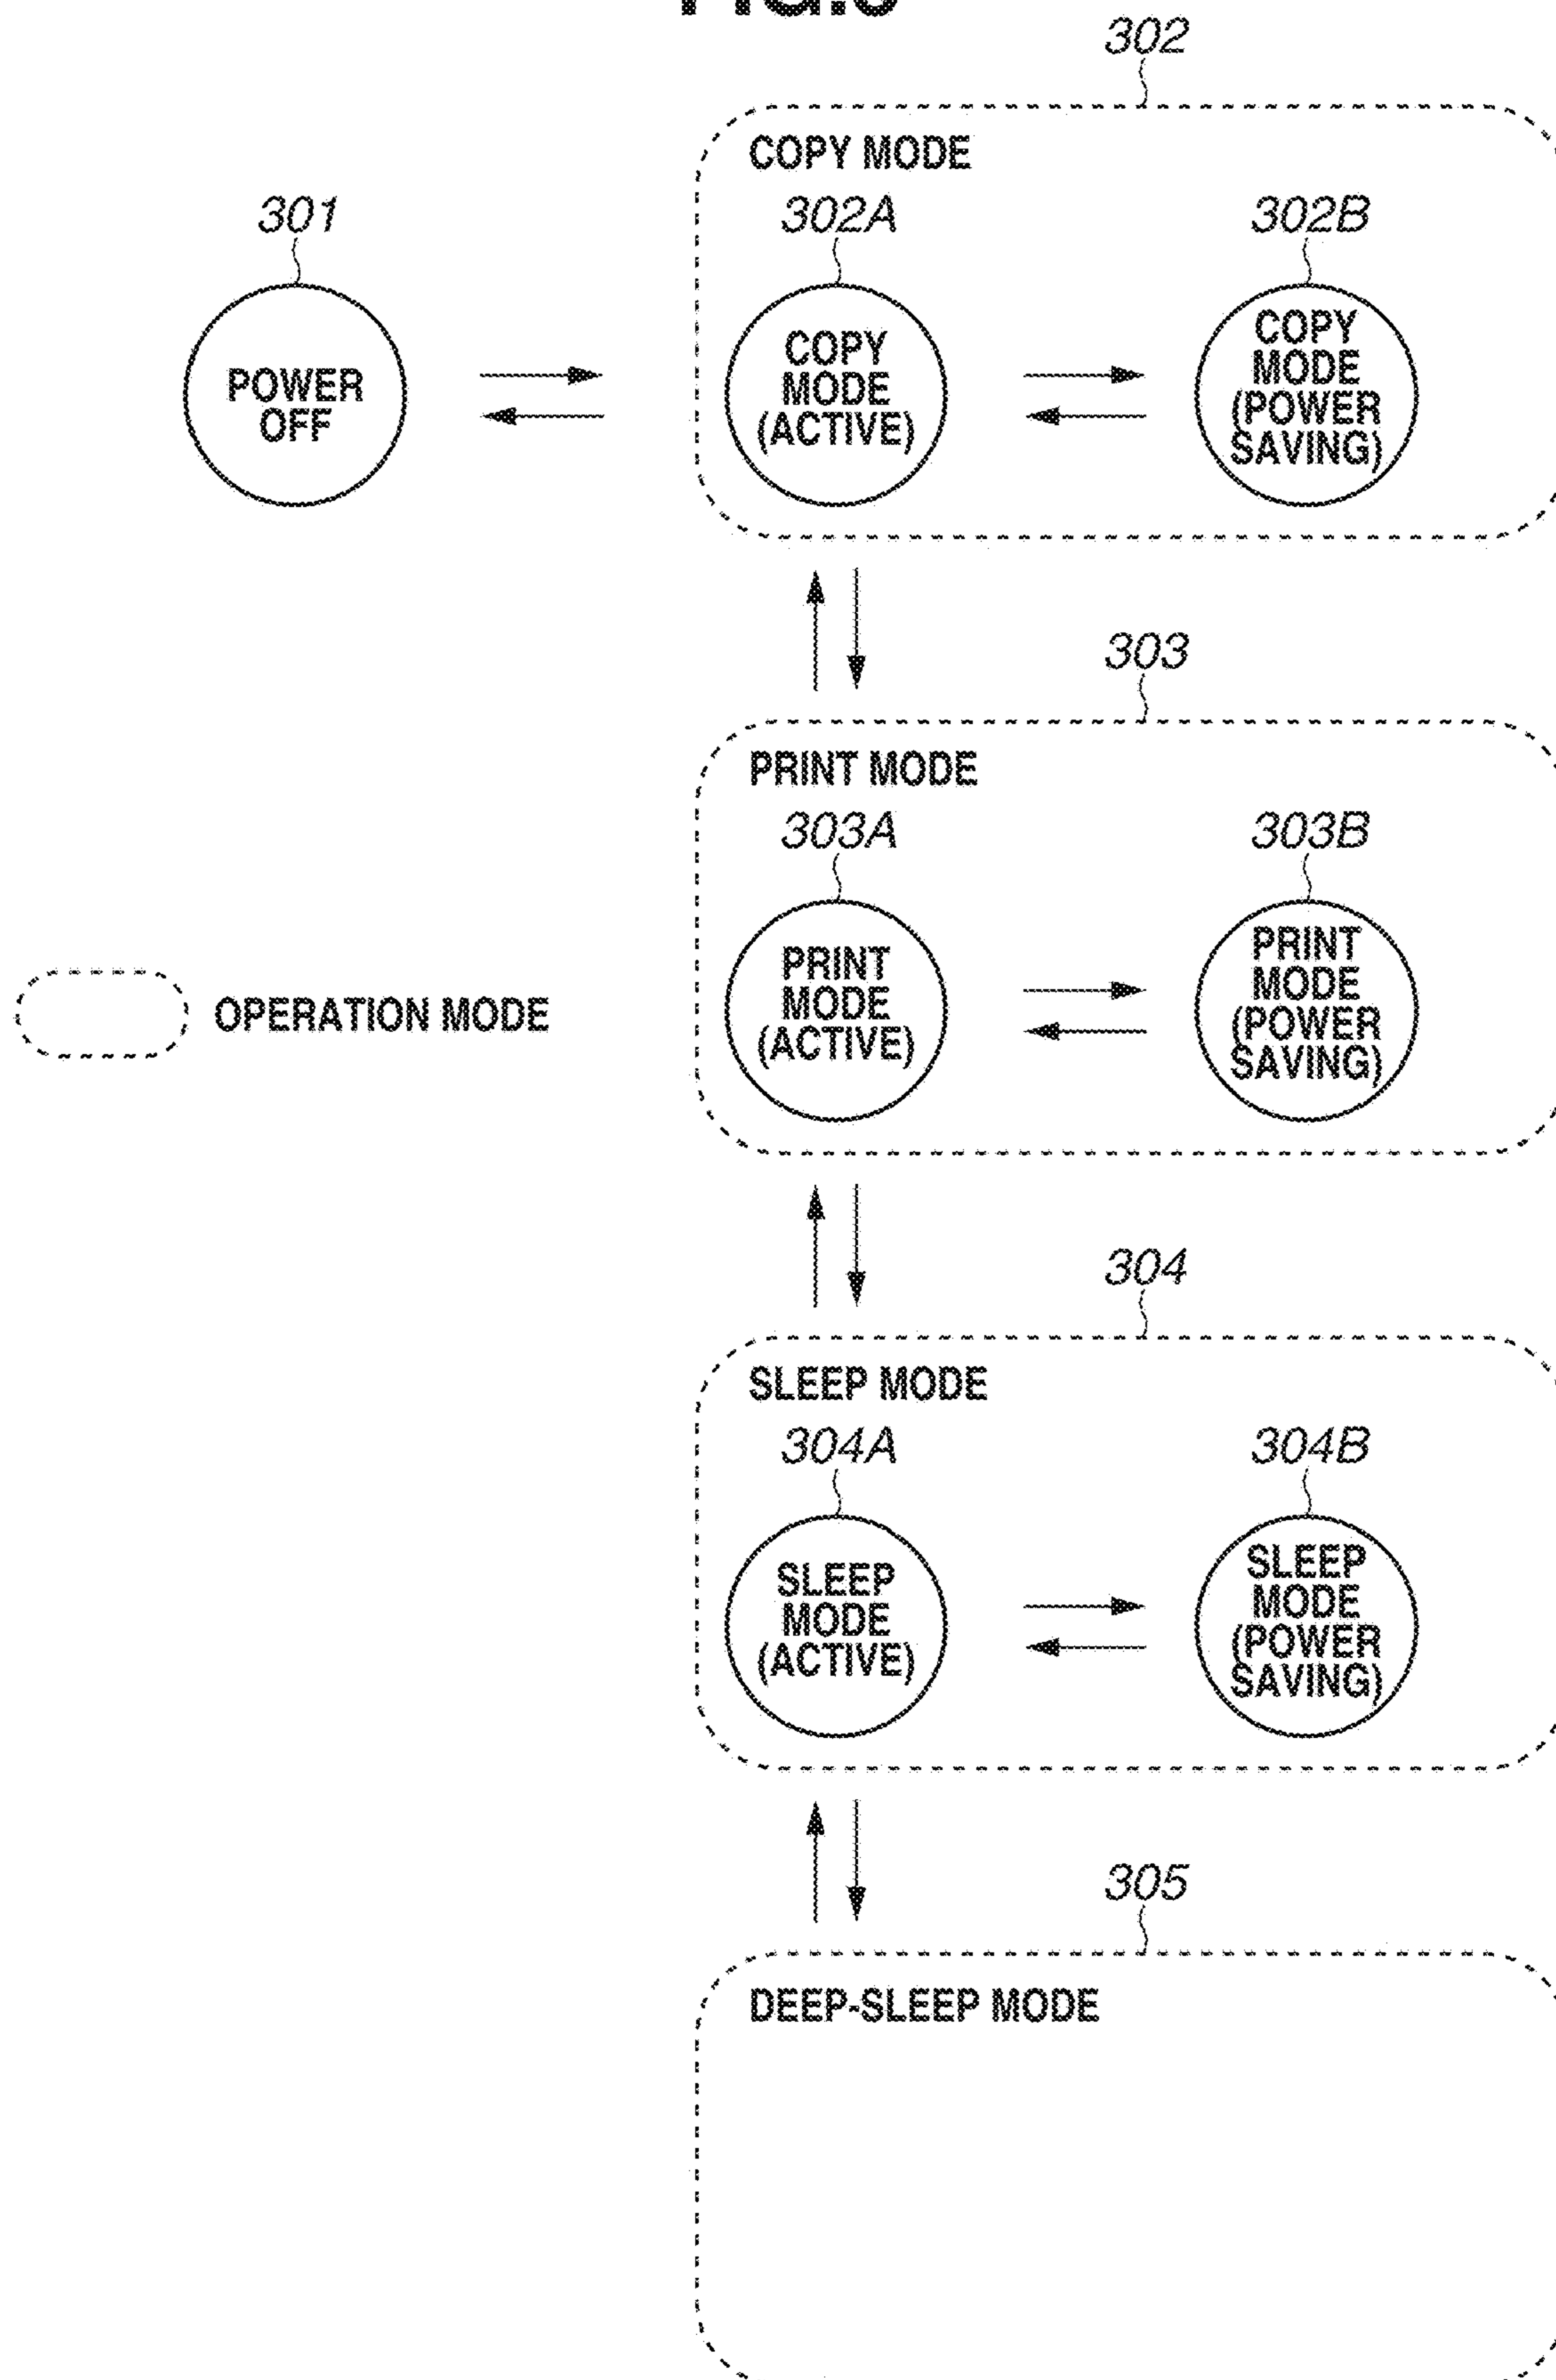 302
COPY MODE
301
302A
302B
POWER
OFF
COPY
MODE
(ACTIVE)
COPY
MODE
(POWER
SAVING)
303
PRINT MODE
303A
303B
PRINT
MODE
(ACTIVE)
PRINT
MODE
(POWER
SAVING)
OPERATION MODE
304
SLEEP MODE
304A
304B
SLEEP
MODE
(ACTIVE)
SLEEP
MODE
(POWER
SAVING)
305
DEEP-SLEEP MODE